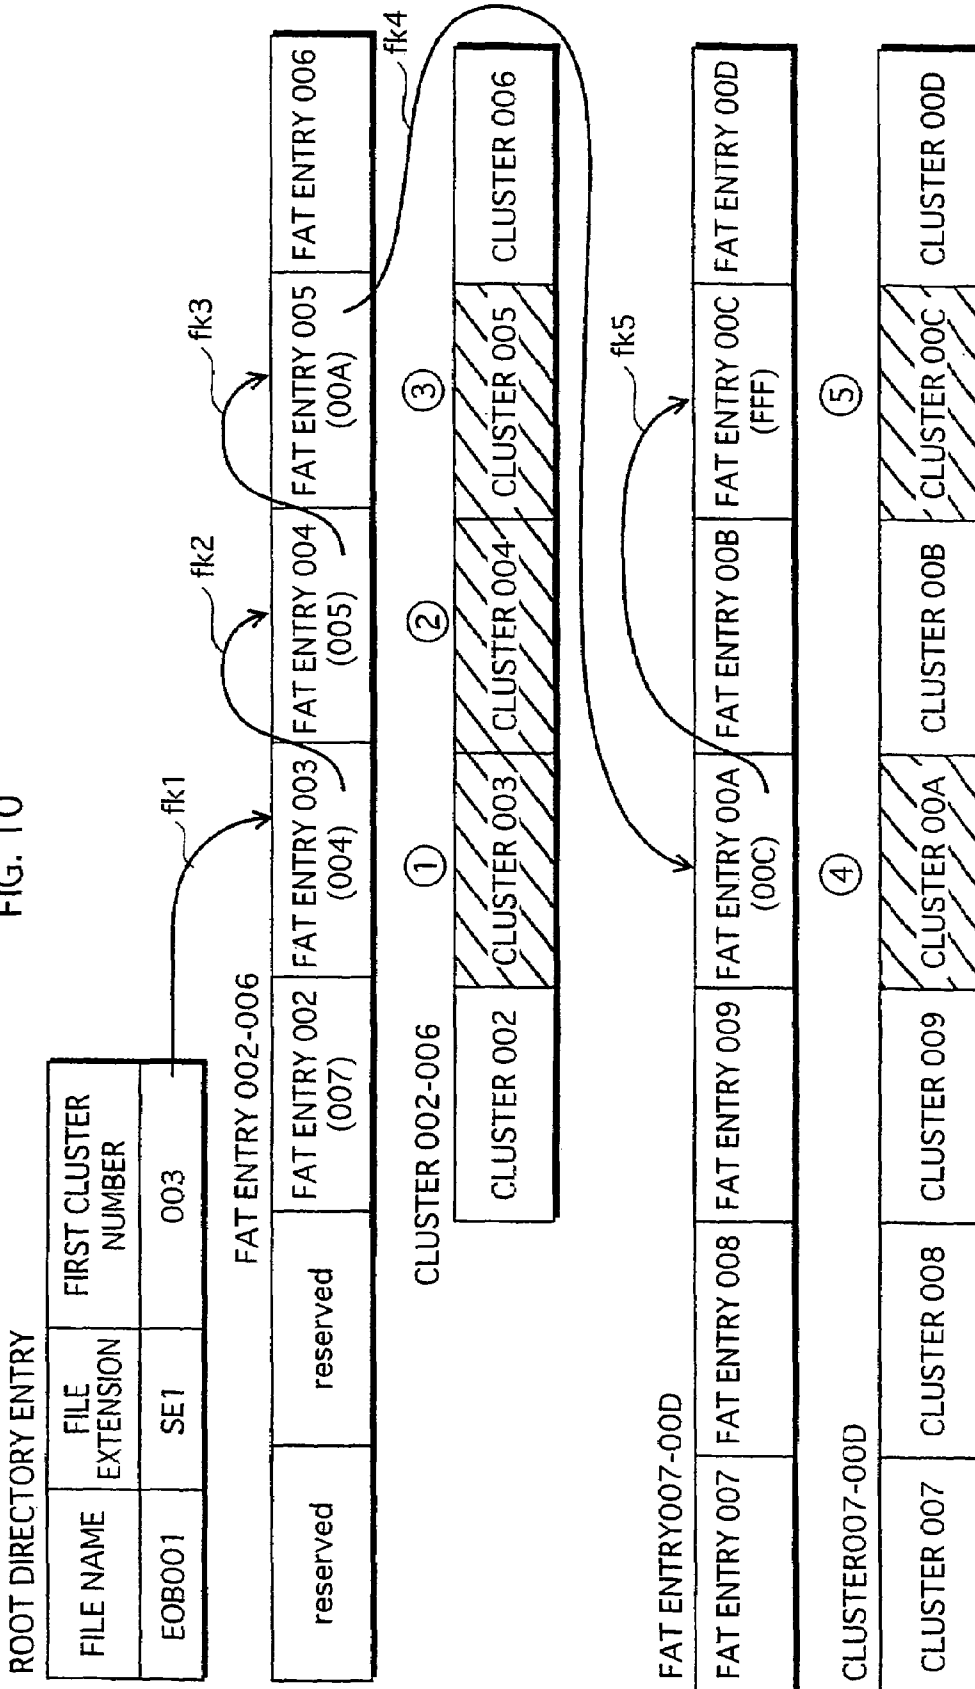 FIG. 10
ROOT DIRECTORY ENTRY
FILE NAME
FILE
EXTENSION
FIRST CLUSTER
NUMBER
EOB001
SE1
003
fk1
fk2
fk3
fk4
FAT ENTRY 002-006
reserved
reserved
FAT ENTRY 002
(007)
FAT ENTRY 003
(004)
FAT ENTRY 004
(005)
FAT ENTRY 005
(00A)
FAT ENTRY 006
CLUSTER 002-006
①
②
③
CLUSTER 002
CLUSTER 003
CLUSTER 004
CLUSTER 005
CLUSTER 006
fk5
FAT ENTRY007-00D
FAT ENTRY 007
FAT ENTRY 008
FAT ENTRY 009
FAT ENTRY 00A
(00C)
FAT ENTRY 00B
FAT ENTRY 00C
(FFF)
FAT ENTRY 00D
CLUSTER007-00D
④
⑤
CLUSTER 007
CLUSTER 008
CLUSTER 009
CLUSTER 00A
CLUSTER 00B
CLUSTER 00C
CLUSTER 00D